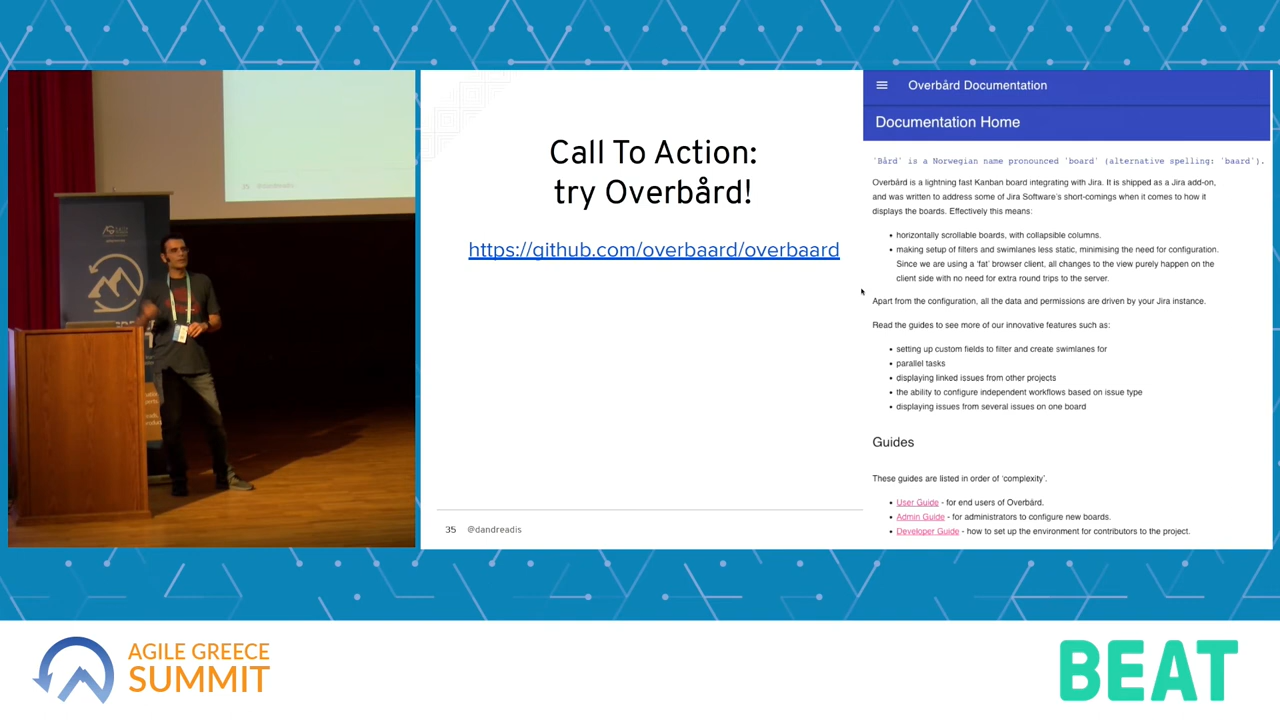 Call To Action:
try Overbård!
https://github.com/overbaard/overbaard
35 @dandreadis
Overbård Documentation
Documentation Home
`Bård` is a Norwegian name pronounced `board` (alternative spelling: `baard`).
Overbård is a lightning fast Kanban board integrating with Jira. It is shipped as a Jira add-on,
and was written to address some of Jira Software's short-comings when it comes to how it
displays the boards. Effectively this means:
• horizontally scrollable boards, with collapsible columns.
• making setup of filters and swimlanes less static, minimising the need for configuration.
Since we are using a 'fat' browser client, all changes to the view purely happen on the
client side with no need for extra round trips to the server.
Apart from the configuration, all the data and permissions are driven by your Jira instance.
Read the guides to see more of our innovative features such as:
• setting up custom fields to filter and create swimlanes for
• parallel tasks
• displaying linked issues from other projects
• the ability to configure independent workflows based on issue type
• displaying issues from several issues on one board
Guides
These guides are listed in order of 'complexity'.
• User Guide - for end users of Overbård.
• Admin Guide - for administrators to configure new boards.
• Developer Guide - how to set up the environment for contributors to the project.
AGILE GREECE
SUMMIT
BEAT